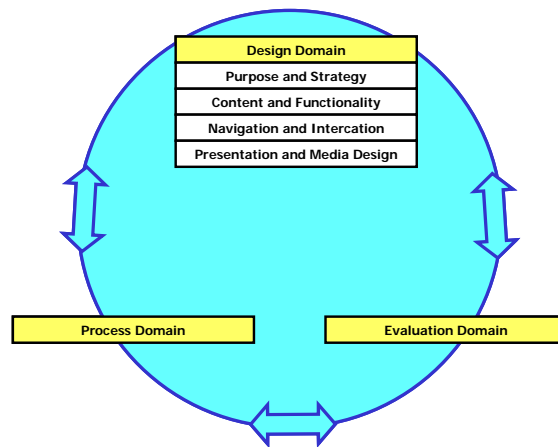 Design Domain
Purpose and Strategy
Content and Functionality
Navigation and Intercation
Presentation and Media Design
Process Domain
Evaluation Domain